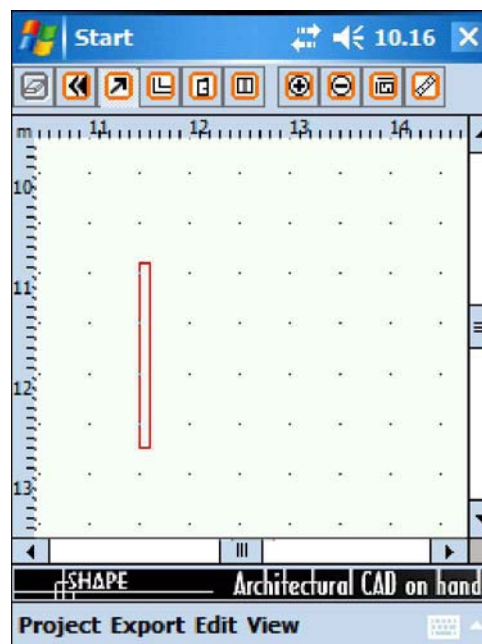 Start 10.16
m 11 12 13 14
10
11
12
13
SHAPE Architectural CAD on hand
Project Export Edit View